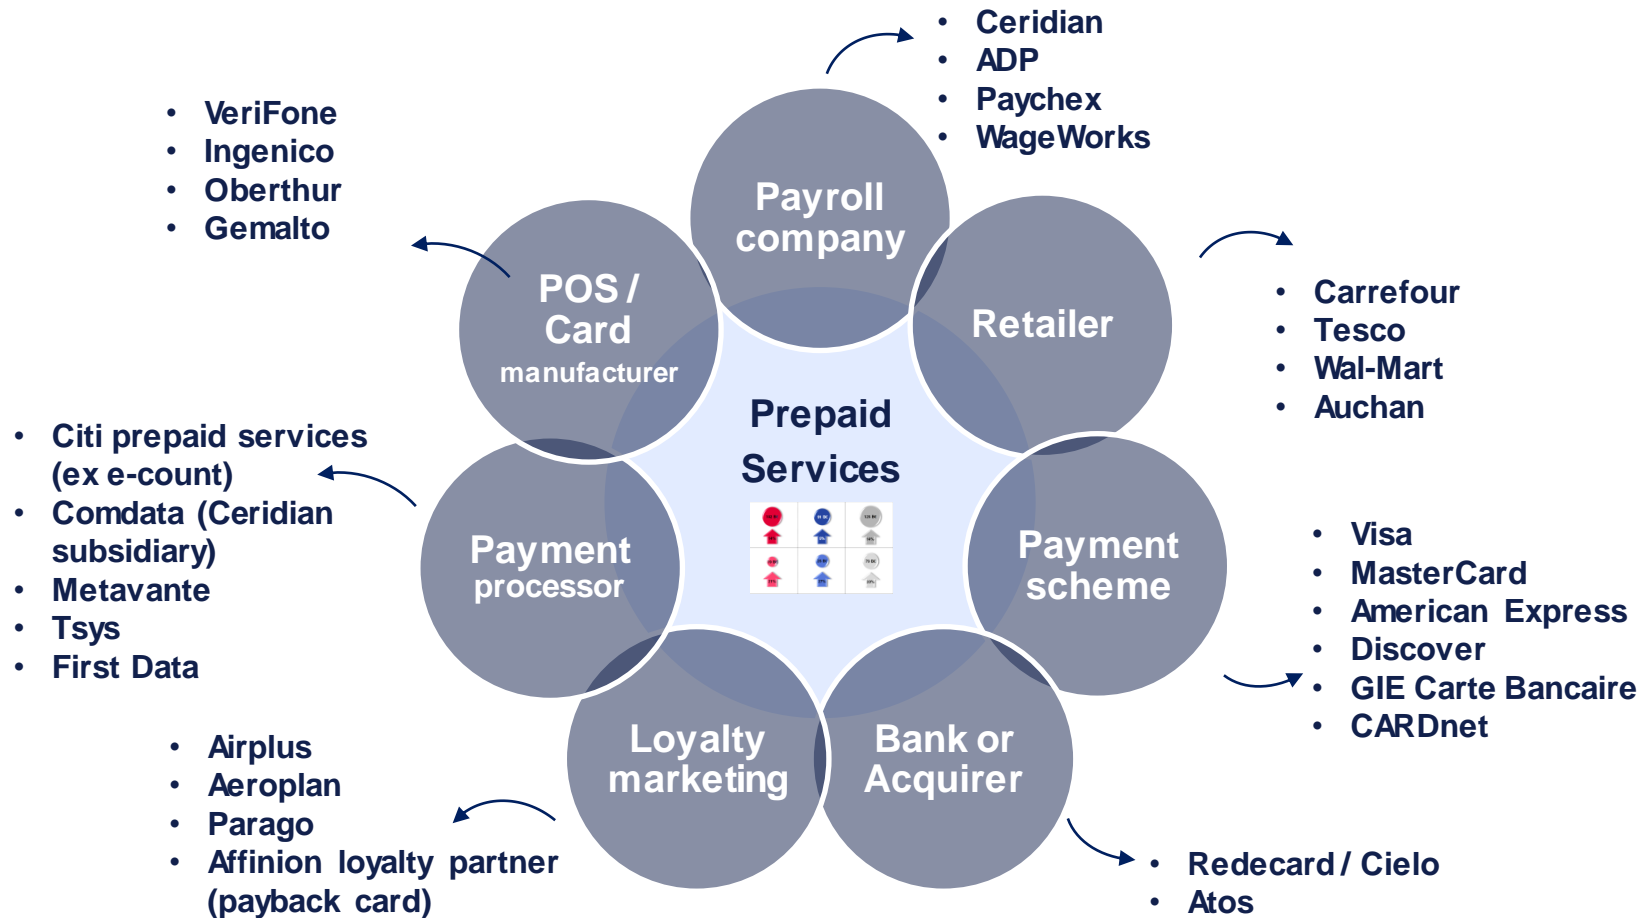 • Ceridian
• ADP
• Paychex
• WageWorks
• VeriFone
• Ingenico
• Oberthur
• Gemalto
Payroll
company
POS /
Card
manufacturer
Retailer
• Carrefour
• Tesco
• Wal-Mart
• Auchan
Prepaid
Services
• Citi prepaid services
(ex e-count)
• Comdata (Ceridian
subsidiary)
• Metavante
• Tsys
• First Data
Payment
processor
Payment
scheme
• Visa
• MasterCard
• American Express
• Discover
• GIE Carte Bancaire
• CARDnet
Loyalty
marketing
Bank or
Acquirer
• Airplus
• Aeroplan
• Parago
• Affinion loyalty partner
(payback card)
• Redecard / Cielo
• Atos